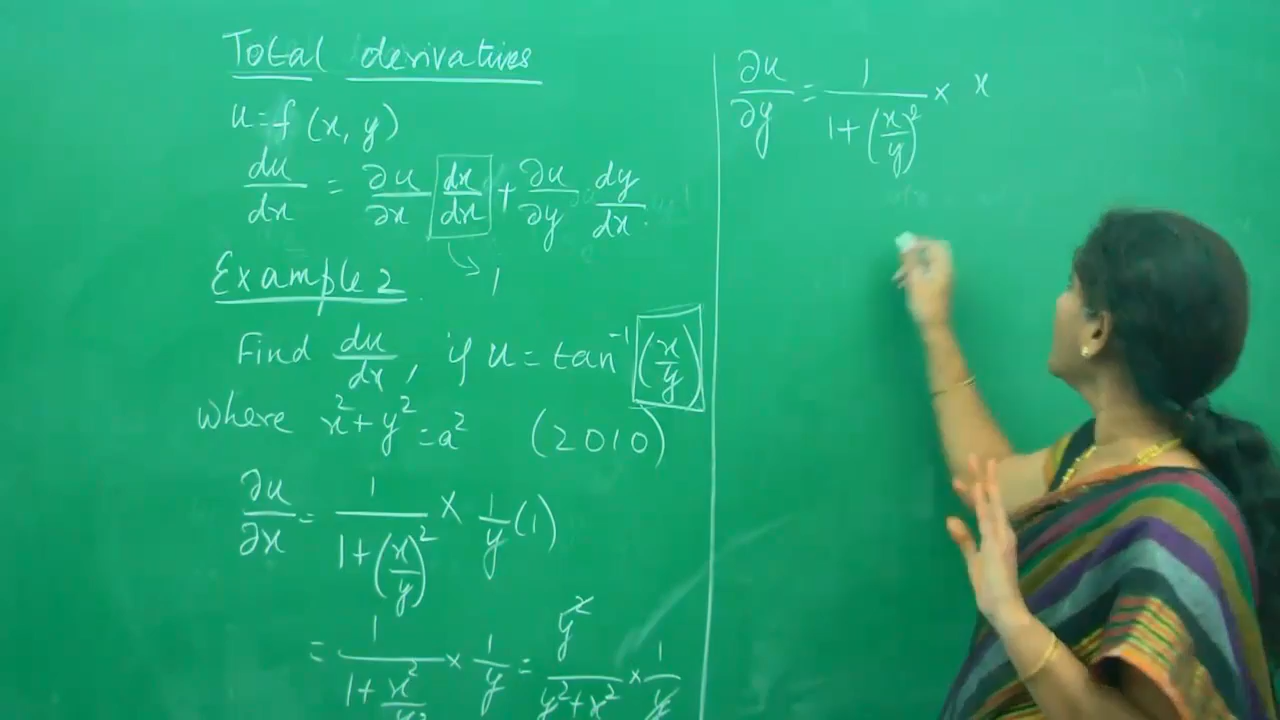 Total derivatives
u=f(x, y)
du/dx = ∂u/∂x dx/dx + ∂u/∂y dy/dx.
1
Example 2
Find du/dx, if u = tan⁻¹(x/y)
where x²+y²=a² (2010)
∂u/∂x = 1/(1+(x/y)²) × 1/y (1)
= 1/(1+x²/y²) × 1/y = y²/(y²+x²) × 1/y
∂u/∂y = 1/(1+(x/y)²) × x